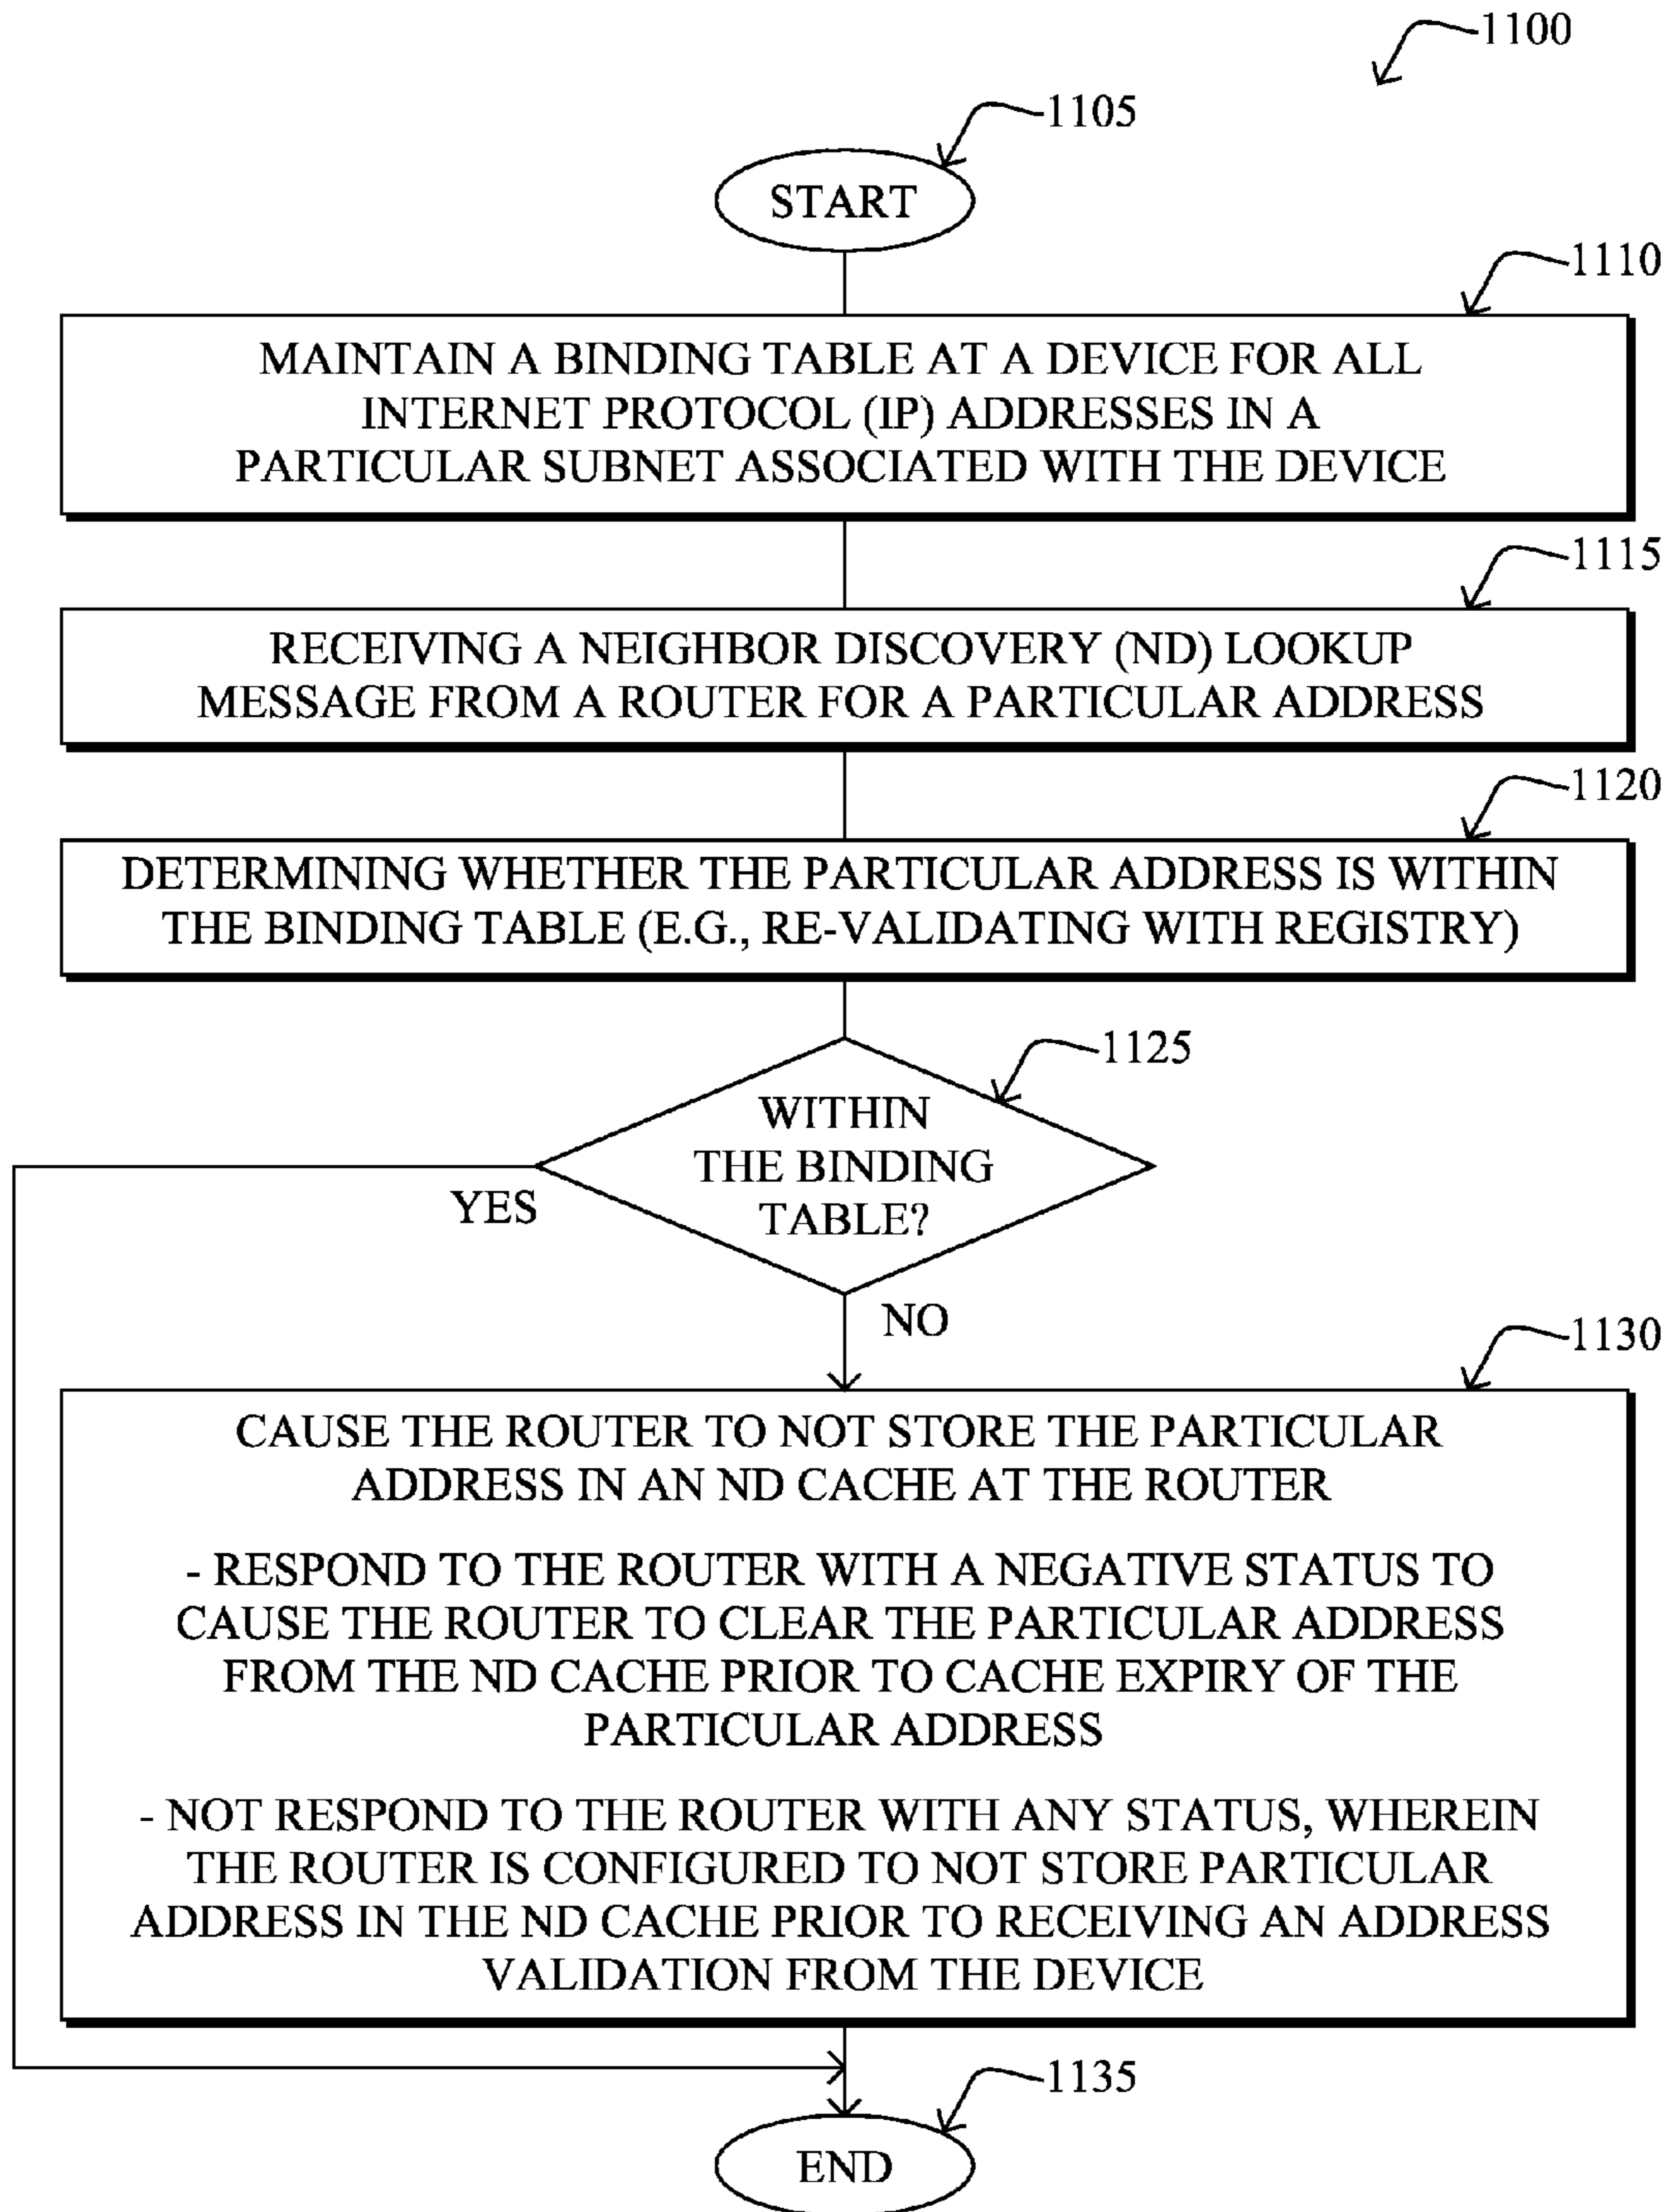 1100
1105
START
1110
MAINTAIN A BINDING TABLE AT A DEVICE FOR ALL
INTERNET PROTOCOL (IP) ADDRESSES IN A
PARTICULAR SUBNET ASSOCIATED WITH THE DEVICE
1115
RECEIVING A NEIGHBOR DISCOVERY (ND) LOOKUP
MESSAGE FROM A ROUTER FOR A PARTICULAR ADDRESS
1120
DETERMINING WHETHER THE PARTICULAR ADDRESS IS WITHIN
THE BINDING TABLE (E.G., RE-VALIDATING WITH REGISTRY)
1125
WITHIN
THE BINDING
TABLE?
YES
NO
1130
CAUSE THE ROUTER TO NOT STORE THE PARTICULAR
ADDRESS IN AN ND CACHE AT THE ROUTER
- RESPOND TO THE ROUTER WITH A NEGATIVE STATUS TO
CAUSE THE ROUTER TO CLEAR THE PARTICULAR ADDRESS
FROM THE ND CACHE PRIOR TO CACHE EXPIRY OF THE
PARTICULAR ADDRESS
- NOT RESPOND TO THE ROUTER WITH ANY STATUS, WHEREIN
THE ROUTER IS CONFIGURED TO NOT STORE PARTICULAR
ADDRESS IN THE ND CACHE PRIOR TO RECEIVING AN ADDRESS
VALIDATION FROM THE DEVICE
1135
END